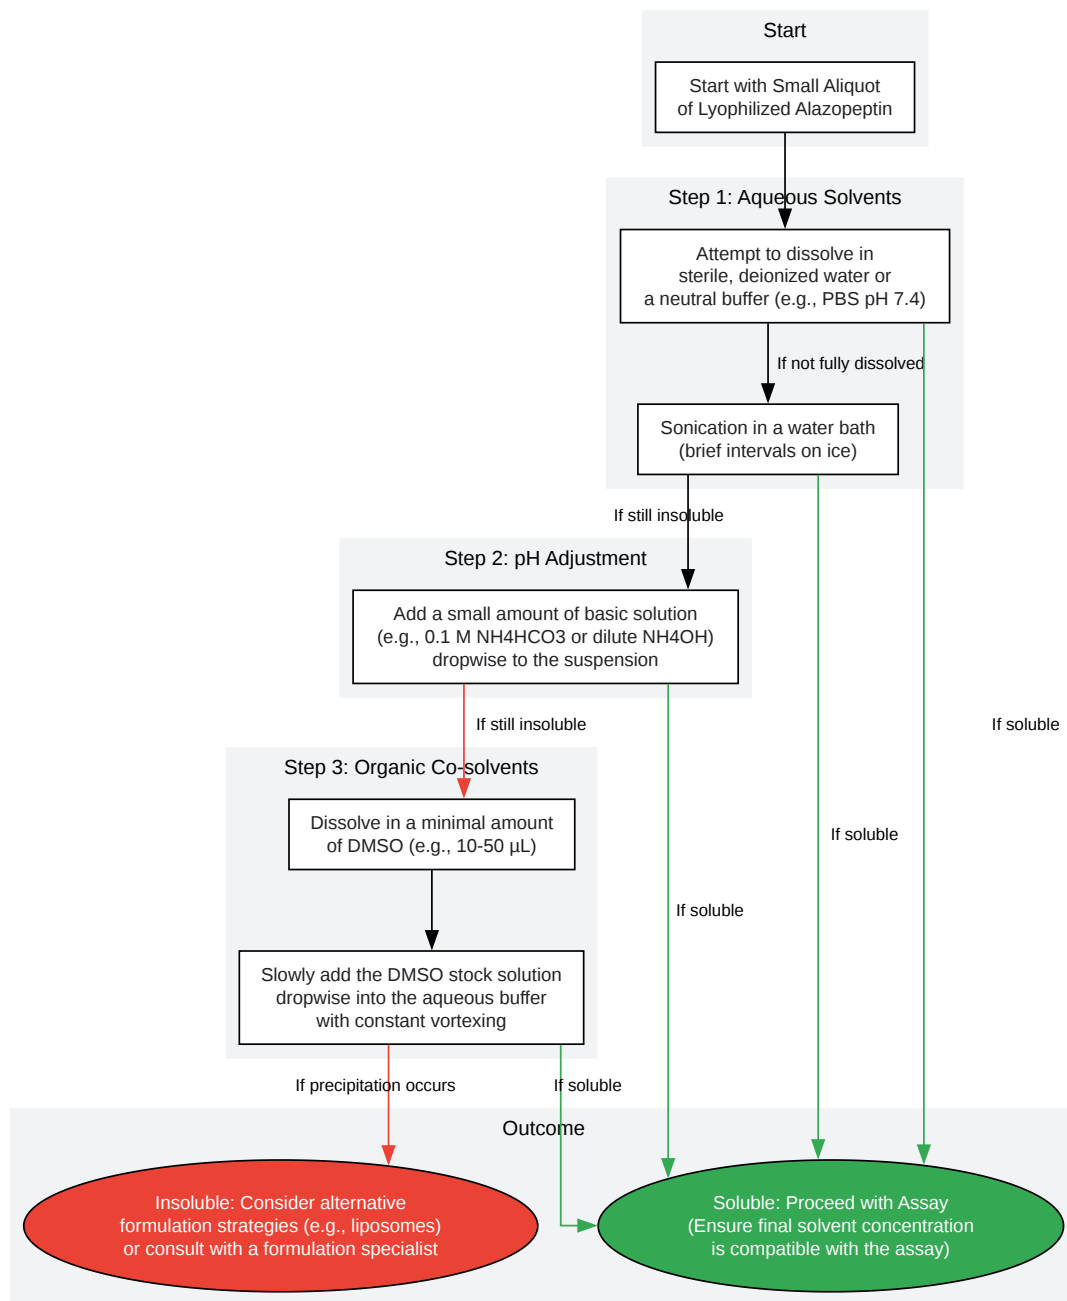 Start
Start with Small Aliquot
of Lyophilized Alazopeptin
Step 1: Aqueous Solvents
Attempt to dissolve in
sterile, deionized water or
a neutral buffer (e.g., PBS pH 7.4)
If not fully dissolved
Sonication in a water bath
(brief intervals on ice)
If still insoluble
Step 2: pH Adjustment
Add a small amount of basic solution
(e.g., 0.1 M NH4HCO3 or dilute NH4OH)
dropwise to the suspension
If still insoluble
If soluble
Step 3: Organic Co-solvents
Dissolve in a minimal amount
of DMSO (e.g., 10-50 µL)
If soluble
If soluble
Slowly add the DMSO stock solution
dropwise into the aqueous buffer
with constant vortexing
If precipitation occurs
If soluble
Outcome
Insoluble: Consider alternative
formulation strategies (e.g., liposomes)
or consult with a formulation specialist
Soluble: Proceed with Assay
(Ensure final solvent concentration
is compatible with the assay)